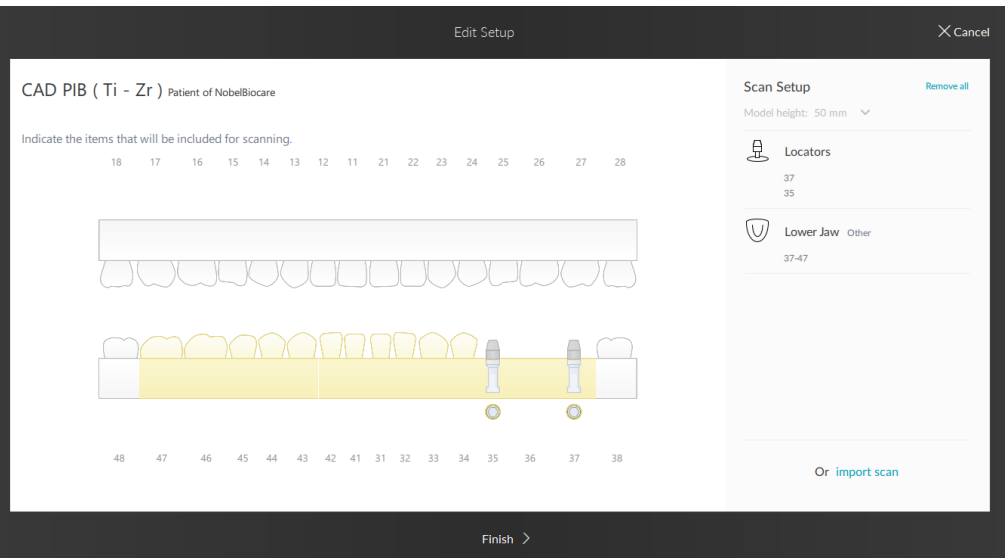 Edit Setup
Cancel
CAD PIB ( Ti - Zr ) Patient of NobelBiocare
Indicate the items that will be included for scanning.
18 17 16 15 14 13 12 11 21 22 23 24 25 26 27 28
48 47 46 45 44 43 42 41 31 32 33 34 35 36 37 38
Scan Setup
Remove all
Model height: 50 mm
Locators
37
35
Lower Jaw Other
37-47
Or import scan
Finish